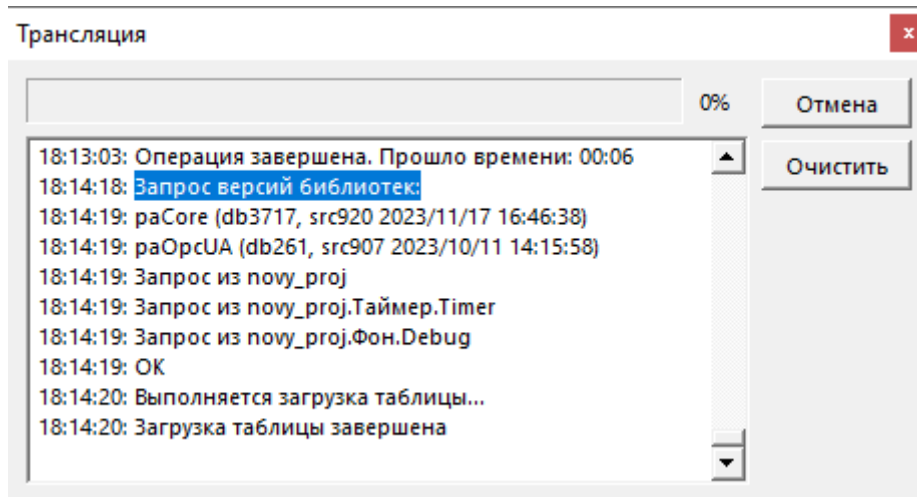 Трансляция
x
0%
Отмена
Очистить
18:13:03: Операция завершена. Прошло времени: 00:06
18:14:18: Запрос версий библиотек:
18:14:19: paCore (db3717, src920 2023/11/17 16:46:38)
18:14:19: paOpcUA (db261, src907 2023/10/11 14:15:58)
18:14:19: Запрос из novy_proj
18:14:19: Запрос из novy_proj.Таймер.Timer
18:14:19: Запрос из novy_proj.Фон.Debug
18:14:19: OK
18:14:20: Выполняется загрузка таблицы...
18:14:20: Загрузка таблицы завершена